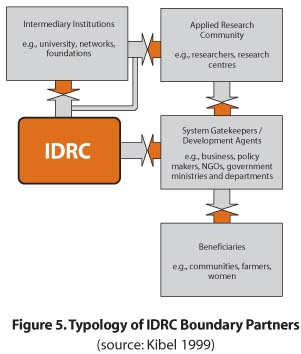 Intermediary Institutions
e.g., university, networks,
foundations
Applied Research
Community
e.g., researchers, research
centres
IDRC
System Gatekeepers /
Development Agents
e.g., business, policy
makers, NGOs, government
ministries and departments
Beneficiaries
e.g., communities, farmers,
women
Figure 5. Typology of IDRC Boundary Partners
(source: Kibel 1999)